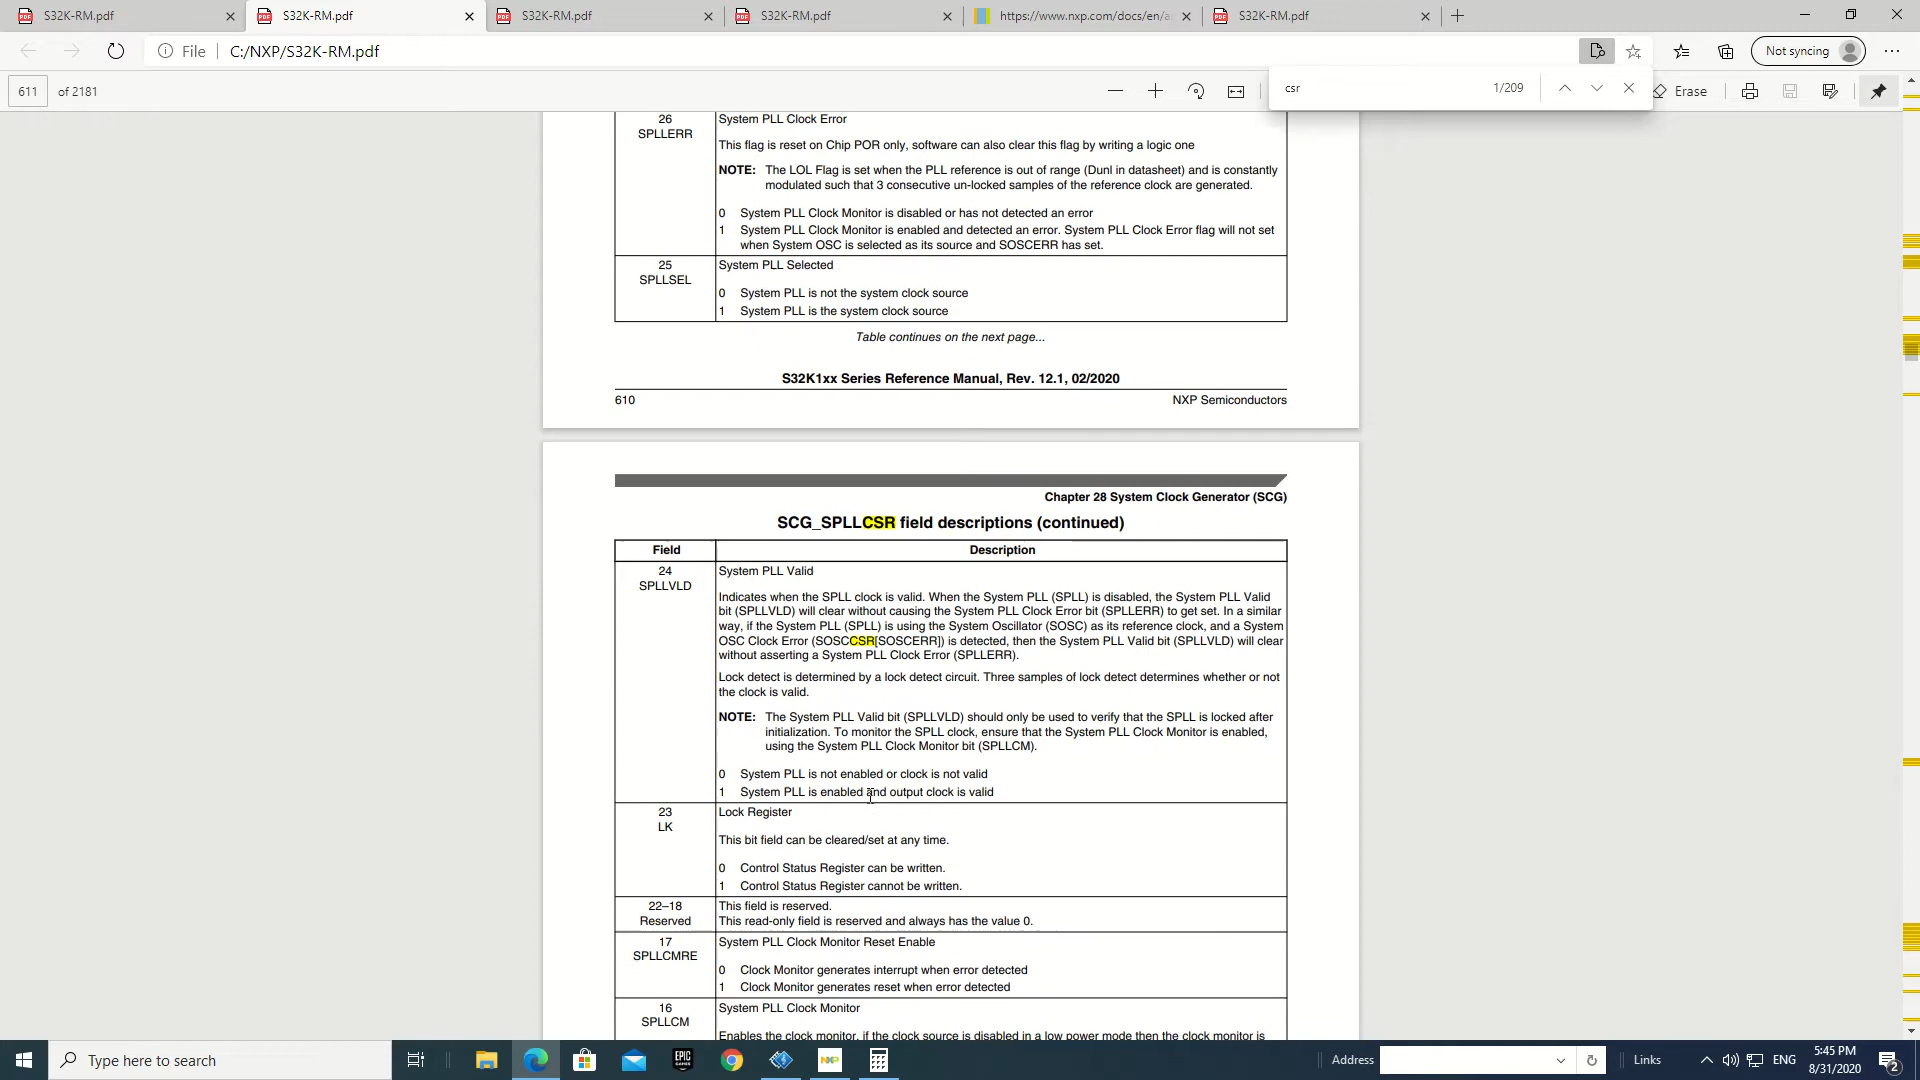 S32K-RM.pdf
S32K-RM.pdf
S32K-RM.pdf
S32K-RM.pdf
https://www.nxp.com/docs/en/a
S32K-RM.pdf
File
C:/NXP/S32K-RM.pdf
Not syncing
611 of 2181
csr
1/209
Erase
26
SPLLERR
System PLL Clock Error
This flag is reset on Chip POR only, software can also clear this flag by writing a logic one
NOTE: The LOL Flag is set when the PLL reference is out of range (Dunl in datasheet) and is constantly
modulated such that 3 consecutive un-locked samples of the reference clock are generated.
0 System PLL Clock Monitor is disabled or has not detected an error
1 System PLL Clock Monitor is enabled and detected an error. System PLL Clock Error flag will not set
when System OSC is selected as its source and SOSCERR has set.
25
SPLLSEL
System PLL Selected
0 System PLL is not the system clock source
1 System PLL is the system clock source
Table continues on the next page...
S32K1xx Series Reference Manual, Rev. 12.1, 02/2020
610
NXP Semiconductors
Chapter 28 System Clock Generator (SCG)
SCG_SPLLCSR field descriptions (continued)
Field
Description
24
SPLLVLD
System PLL Valid
Indicates when the SPLL clock is valid. When the System PLL (SPLL) is disabled, the System PLL Valid
bit (SPLLVLD) will clear without causing the System PLL Clock Error bit (SPLLERR) to get set. In a similar
way, if the System PLL (SPLL) is using the System Oscillator (SOSC) as its reference clock, and a System
OSC Clock Error (SOSCCSR[SOSCERR]) is detected, then the System PLL Valid bit (SPLLVLD) will clear
without asserting a System PLL Clock Error (SPLLERR).
Lock detect is determined by a lock detect circuit. Three samples of lock detect determines whether or not
the clock is valid.
NOTE: The System PLL Valid bit (SPLLVLD) should only be used to verify that the SPLL is locked after
initialization. To monitor the SPLL clock, ensure that the System PLL Clock Monitor is enabled,
using the System PLL Clock Monitor bit (SPLLCM).
0 System PLL is not enabled or clock is not valid
1 System PLL is enabled and output clock is valid
23
LK
Lock Register
This bit field can be cleared/set at any time.
0 Control Status Register can be written.
1 Control Status Register cannot be written.
22–18
Reserved
This field is reserved.
This read-only field is reserved and always has the value 0.
17
SPLLCMRE
System PLL Clock Monitor Reset Enable
0 Clock Monitor generates interrupt when error detected
1 Clock Monitor generates reset when error detected
16
SPLLCM
System PLL Clock Monitor
Enables the clock monitor, if the clock source is disabled in a low power mode then the clock monitor is
Type here to search
EPIC GAMES
NXP
Address
Links
ENG
5:45 PM
8/31/2020
2